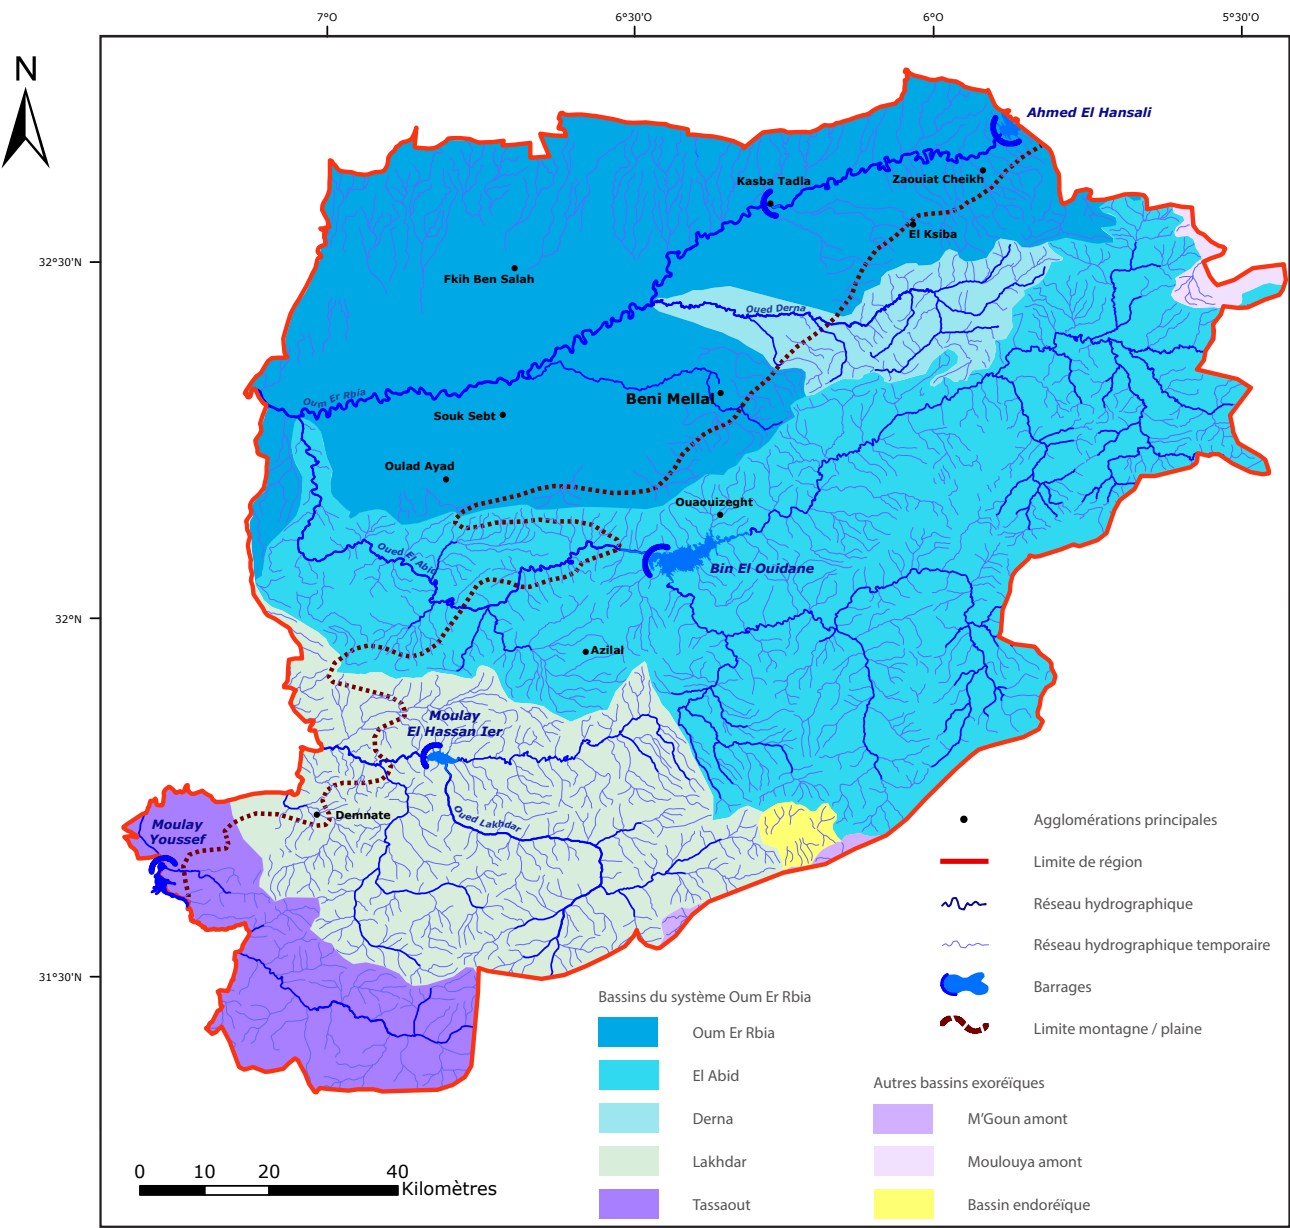 7°O
6°30'O
6°O
5°30'O
N
Ahmed El Hansali
Kasba Tadla
Zaouiat Cheikh
El Ksiba
32°30'N
Fkih Ben Salah
Oued Derna
Oum Er Rbia
Beni Mellal
Souk Sebt
Oulad Ayad
Ouaouizeght
Oued El Abid
Bin El Ouidane
32°N
Azilal
Moulay
El Hassan Ier
Demnate
Oued Lakhdar
Moulay
Youssef
31°30'N
Agglomérations principales
Limite de région
Réseau hydrographique
Réseau hydrographique temporaire
Barrages
Limite montagne / plaine
Bassins du système Oum Er Rbia
Oum Er Rbia
El Abid
Derna
Lakhdar
Tassaout
Autres bassins exoréïques
M'Goun amont
Moulouya amont
Bassin endoréïque
0 10 20 40
Kilomètres